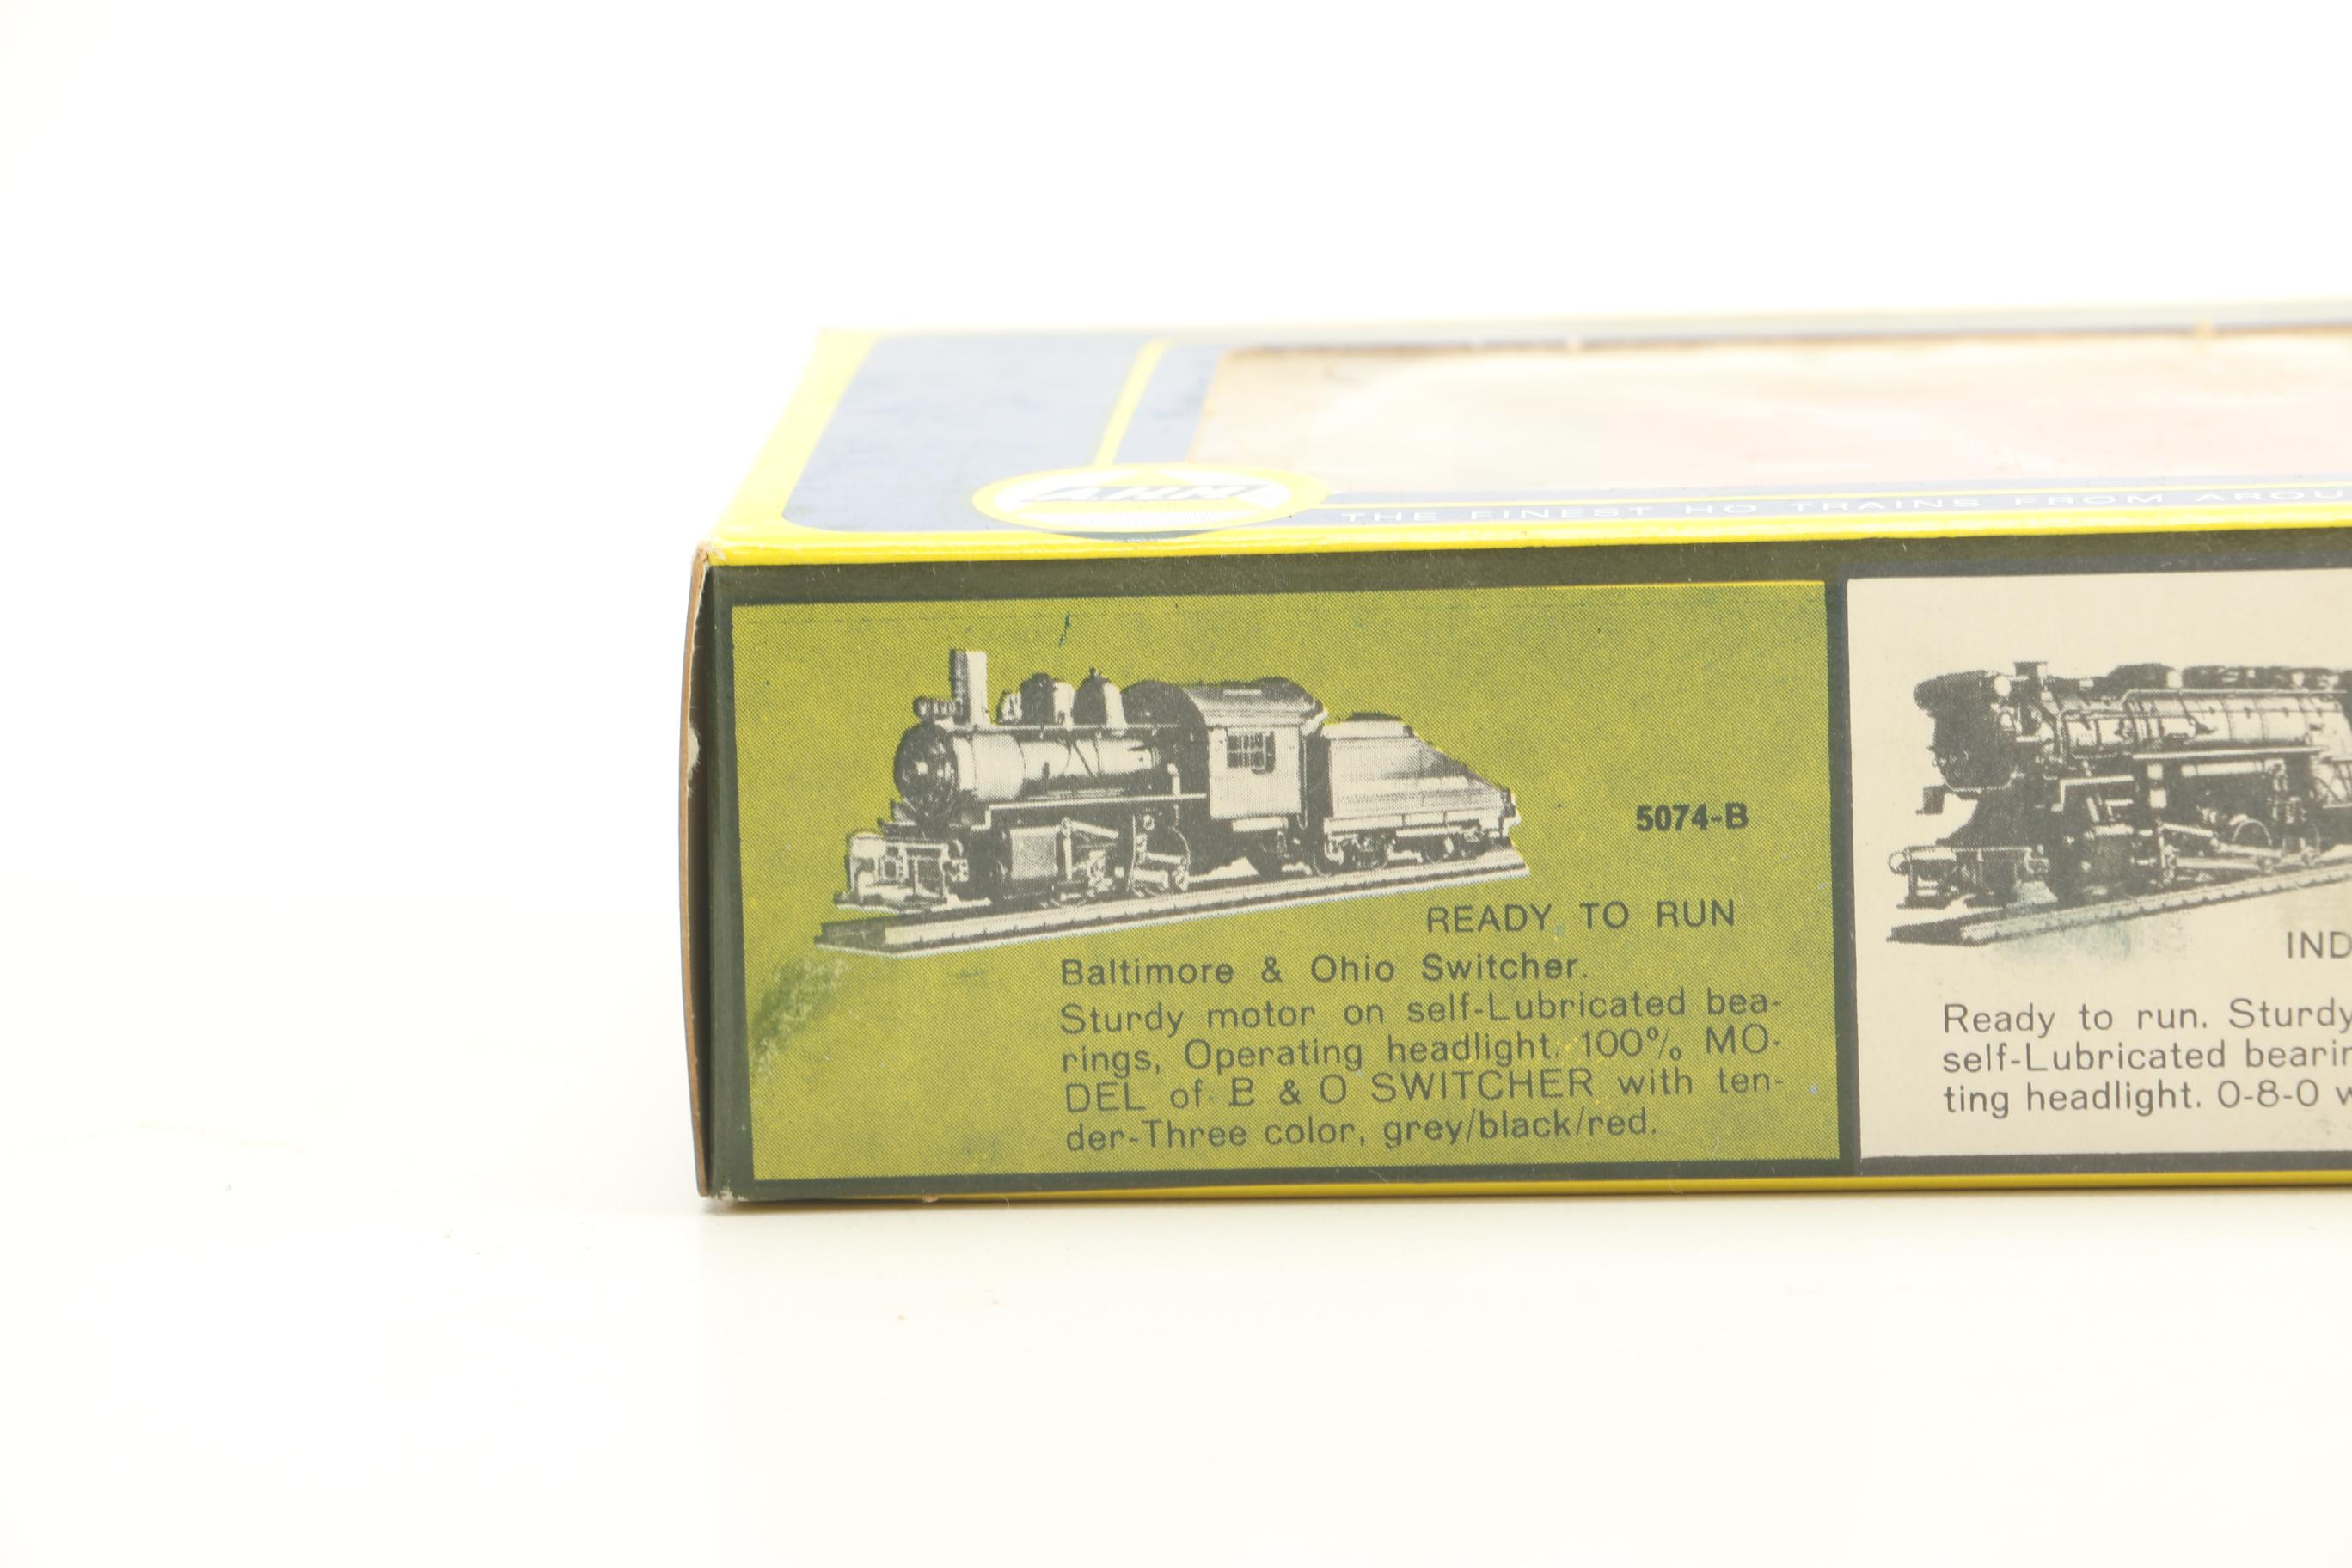 A.H.M.
THE FINEST HO TRAINS FROM AROU
5074-B
READY TO RUN
Baltimore & Ohio Switcher.
Sturdy motor on self-Lubricated bea-
rings, Operating headlight. 100% MO-
DEL of B & O SWITCHER with ten-
der-Three color, grey/black/red.
IND
Ready to run. Sturdy
self-Lubricated bearin
ting headlight. 0-8-0 w